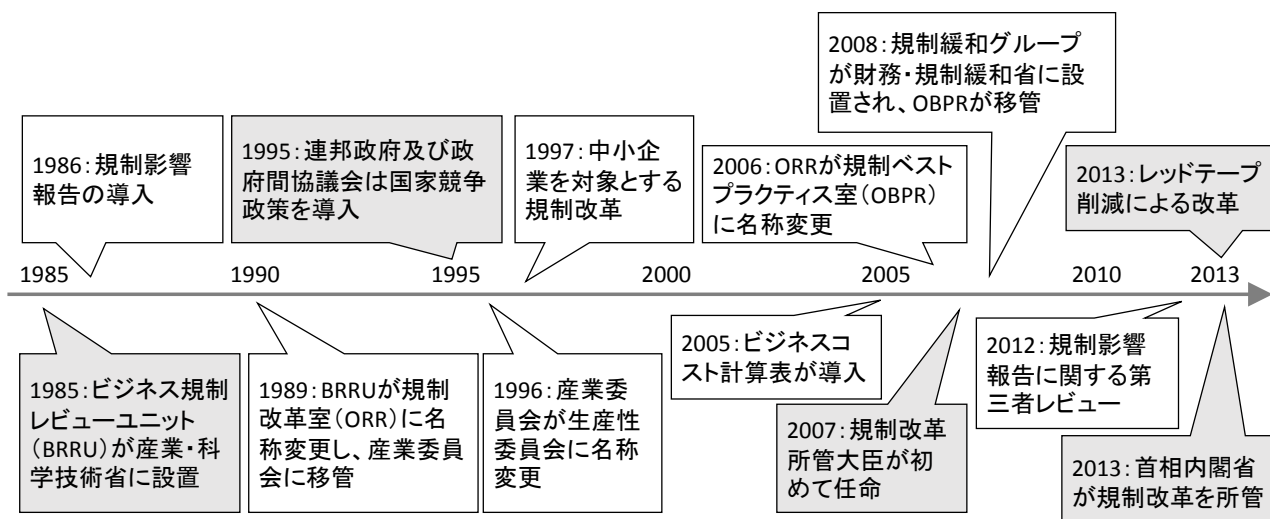 2008：規制緩和グループ
が財務・規制緩和省に設
置され、OBPRが移管
1986：規制影響
報告の導入
1995：連邦政府及び政
府間協議会は国家競争
政策を導入
1997：中小企
業を対象とする
規制改革
2006：ORRが規制ベスト
プラクティス室（OBPR）
に名称変更
2013：レッドテープ
削減による改革
1985
1990
1995
2000
2005
2010
2013
1985：ビジネス規制
レビューユニット
（BRRU）が産業・科
学技術省に設置
1989：BRRUが規制
改革室（ORR）に名
称変更し、産業委員
会に移管
1996：産業委
員会が生産性
委員会に名称
変更
2005：ビジネスコ
スト計算表が導入
2007：規制改革
所管大臣が初
めて任命
2012：規制影響
報告に関する第
三者レビュー
2013：首相内閣省
が規制改革を所管